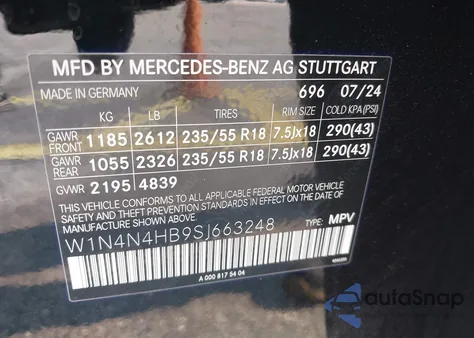 MFD BY MERCEDES-BENZ AG STUTTGART
MADE IN GERMANY 696 07/24
KG LB TIRES RIM SIZE COLD KPA(PSI)
GAWR FRONT 1185 2612 235/55 R18 7.5Jx18 290(43)
GAWR REAR 1055 2326 235/55 R18 7.5Jx18 290(43)
GVWR 2195 4839
THIS VEHICLE CONFORMS TO ALL APPLICABLE FEDERAL MOTOR VEHICLE
SAFETY AND THEFT PREVENTION STANDARDS IN EFFECT ON THE DATE OF
MANUFACTURE SHOWN ABOVE.
W1N4N4HB9SJ663248 TYPE: MPV
A 000 817 54 04
autoSnap